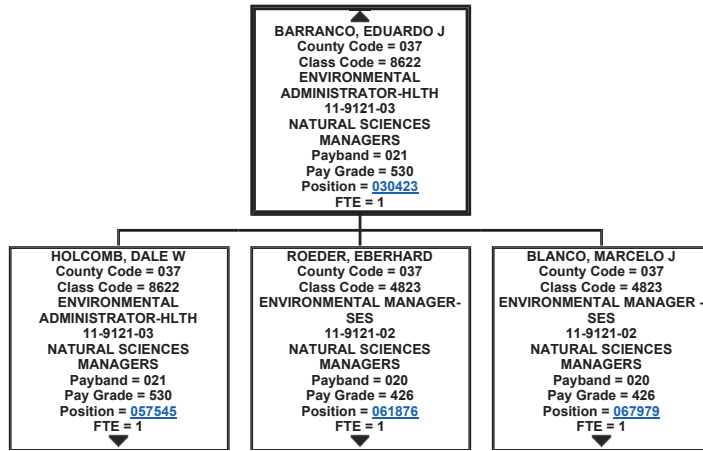 BARRANCO, EDUARDO J
County Code = 037
Class Code = 8622
ENVIRONMENTAL
ADMINISTRATOR-HLTH
11-9121-03
NATURAL SCIENCES
MANAGERS
Payband = 021
Pay Grade = 530
Position = 030423
FTE = 1
HOLCOMB, DALE W
County Code = 037
Class Code = 8622
ENVIRONMENTAL
ADMINISTRATOR-HLTH
11-9121-03
NATURAL SCIENCES
MANAGERS
Payband = 021
Pay Grade = 530
Position = 057545
FTE = 1
ROEDER, EBERHARD
County Code = 037
Class Code = 4823
ENVIRONMENTAL MANAGER-
SES
11-9121-02
NATURAL SCIENCES
MANAGERS
Payband = 020
Pay Grade = 426
Position = 061876
FTE = 1
BLANCO, MARCELO J
County Code = 037
Class Code = 4823
ENVIRONMENTAL MANAGER -
SES
11-9121-02
NATURAL SCIENCES
MANAGERS
Payband = 020
Pay Grade = 426
Position = 067979
FTE = 1